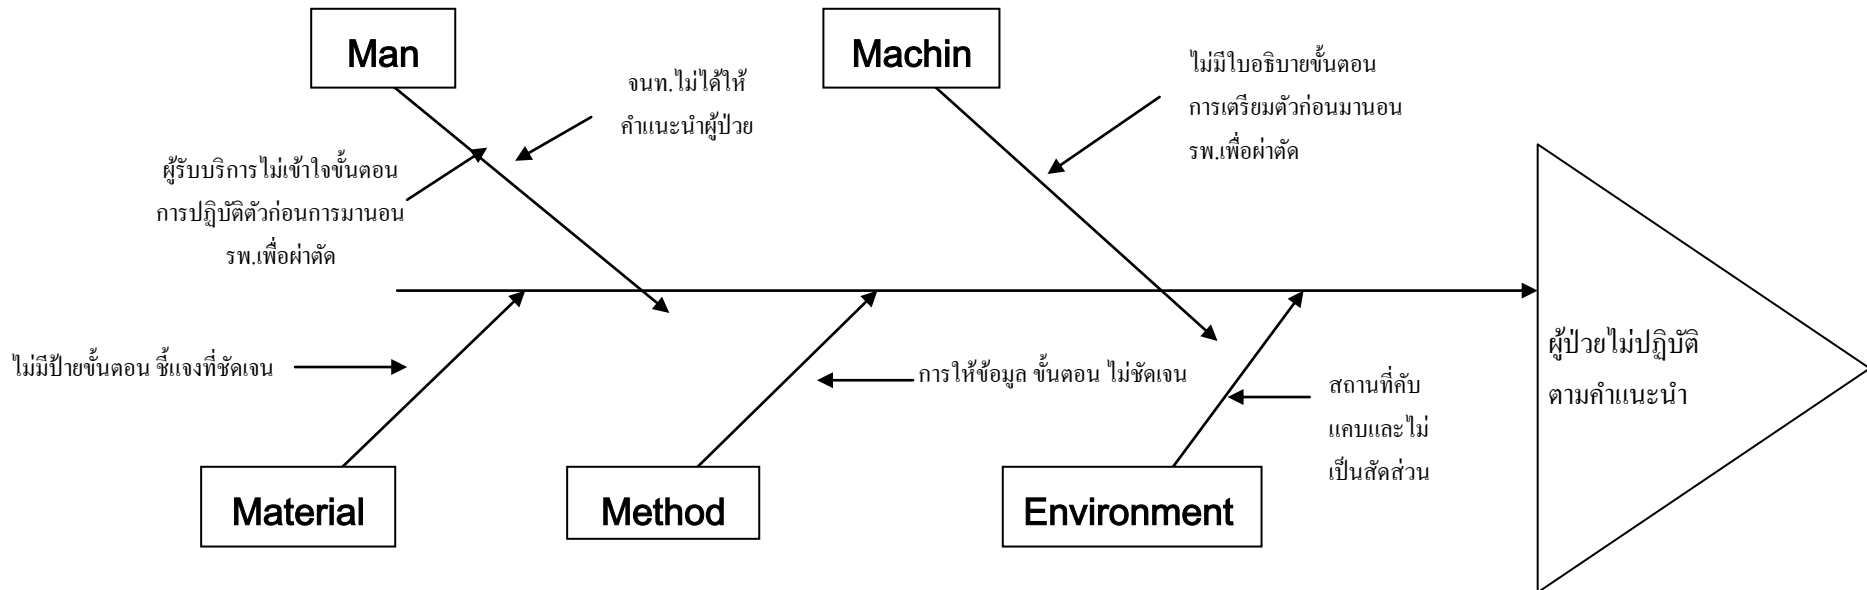 Man
Machin
จนท.ไม่ได้ให้
คำแนะนำผู้ป่วย
ไม่มีใบอธิบายขั้นตอน
การเตรียมตัวก่อนมานอน
รพ.เพื่อผ่าตัด
ผู้รับบริการไม่เข้าใจขั้นตอน
การปฏิบัติตัวก่อนการมานอน
รพ.เพื่อผ่าตัด
ผู้ป่วยไม่ปฏิบัติ
ตามคำแนะนำ
ไม่มีป้ายขั้นตอน ชี้แจงที่ชัดเจน
การให้ข้อมูล ขั้นตอน ไม่ชัดเจน
สถานที่คับ
แคบและไม่
เป็นสัดส่วน
Material
Method
Environment